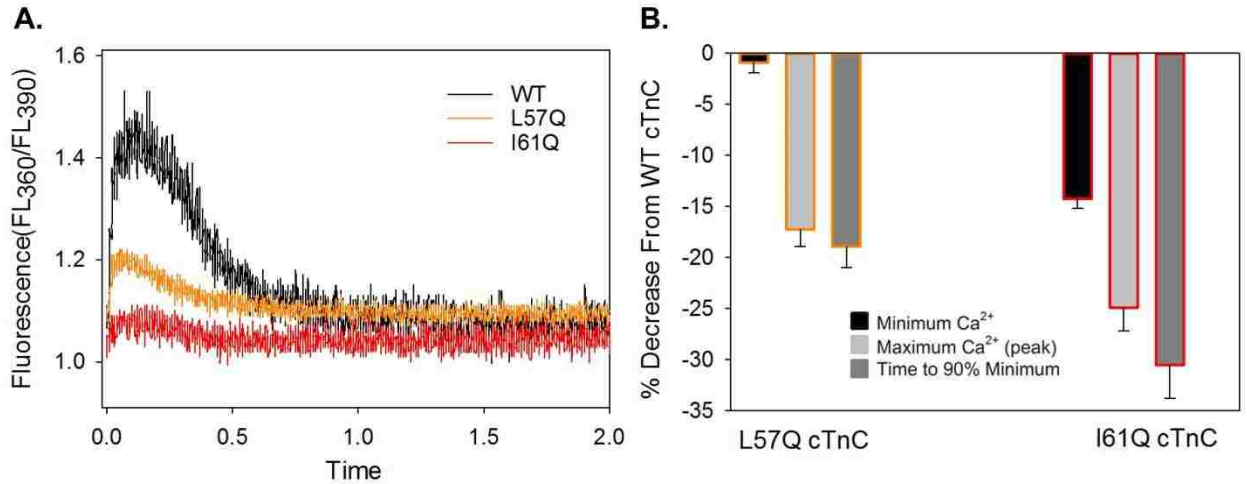 A.
Fluorescence(FL360/FL390)
1.6
1.4
1.2
1.0
WT
L57Q
I61Q
0.0 0.5 1.0 1.5 2.0
Time
B.
% Decrease From WT cTnC
0
-5
-10
-15
-20
-25
-30
-35
Minimum Ca2+
Maximum Ca2+ (peak)
Time to 90% Minimum
L57Q cTnC I61Q cTnC